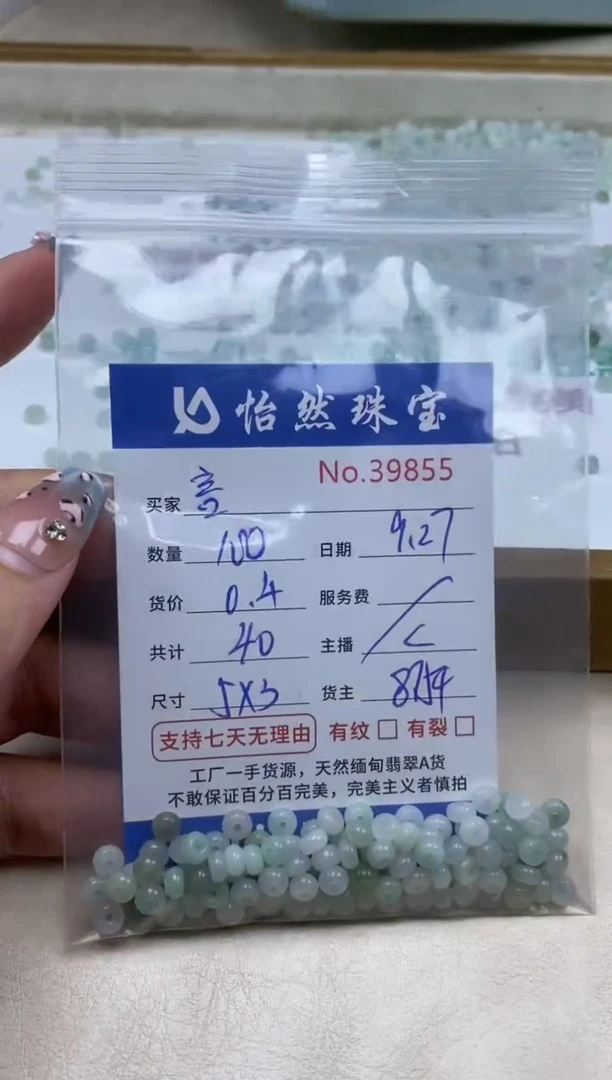 怡然珠宝
No.39855
买家
数量 100 日期 9.27
货价 0.4 服务费
共计 40 主播
尺寸 5X3 货主
支持七天无理由 有纹 有裂
工厂一手货源，天然缅甸翡翠A货
不敢保证百分百完美，完美主义者慎拍